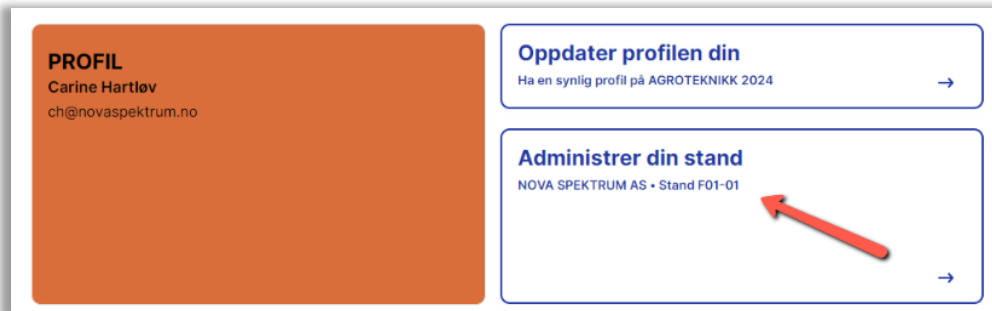 PROFIL
Carine Hartløv
ch@novaspektrum.no
Oppdater profilen din
Ha en synlig profil på AGROTEKNIKK 2024
Administrer din stand
NOVA SPEKTRUM AS • Stand F01-01